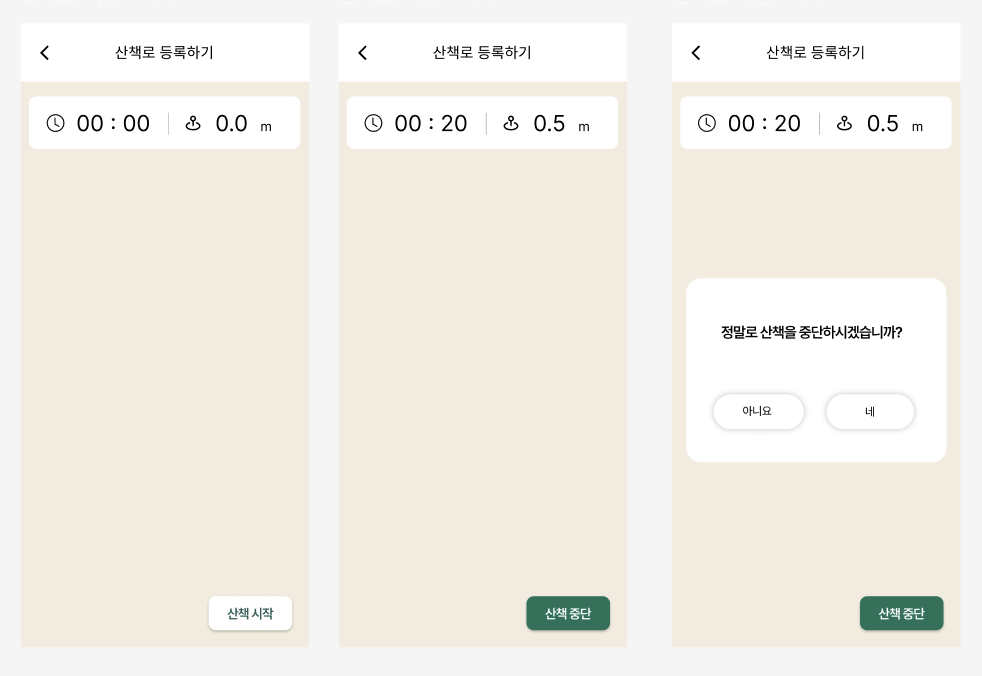 산책로 등록하기
00 : 00
0.0 m
산책 시작
산책로 등록하기
00 : 20
0.5 m
산책 중단
산책로 등록하기
00 : 20
0.5 m
정말로 산책을 중단하시겠습니까?
아니요
네
산책 중단